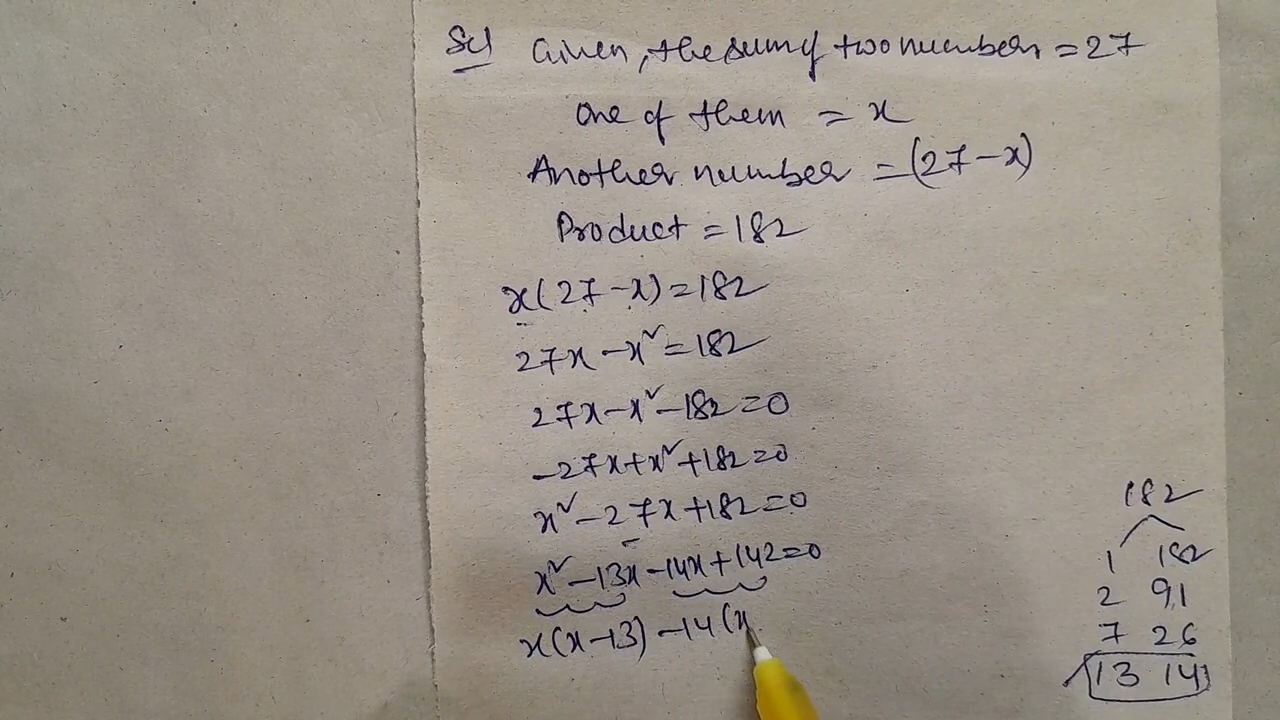 Sol Given, the sum of two numbers = 27
One of them = x
Another number = (27-x)
Product = 182
x(27-x) = 182
27x - x² = 182
27x - x² - 182 = 0
-27x + x² + 182 = 0
x² - 27x + 182 = 0
x² - 13x - 14x + 142 = 0
x(x-13) - 14(x
182
1 182
2 91
7 26
13 14